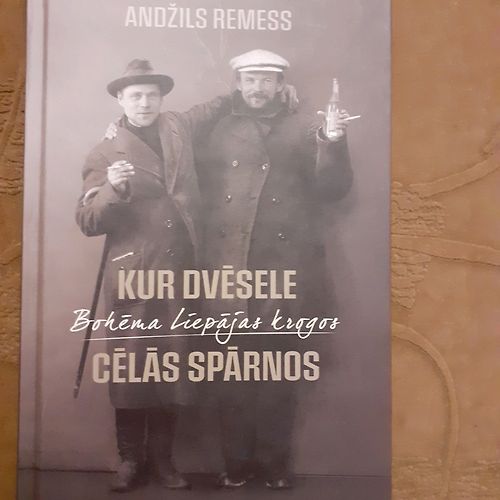 ANDŽILS REMESS
KUR DVĒSELE
Bohēma Liepājas krogos
CĒLĀS SPĀRNOS